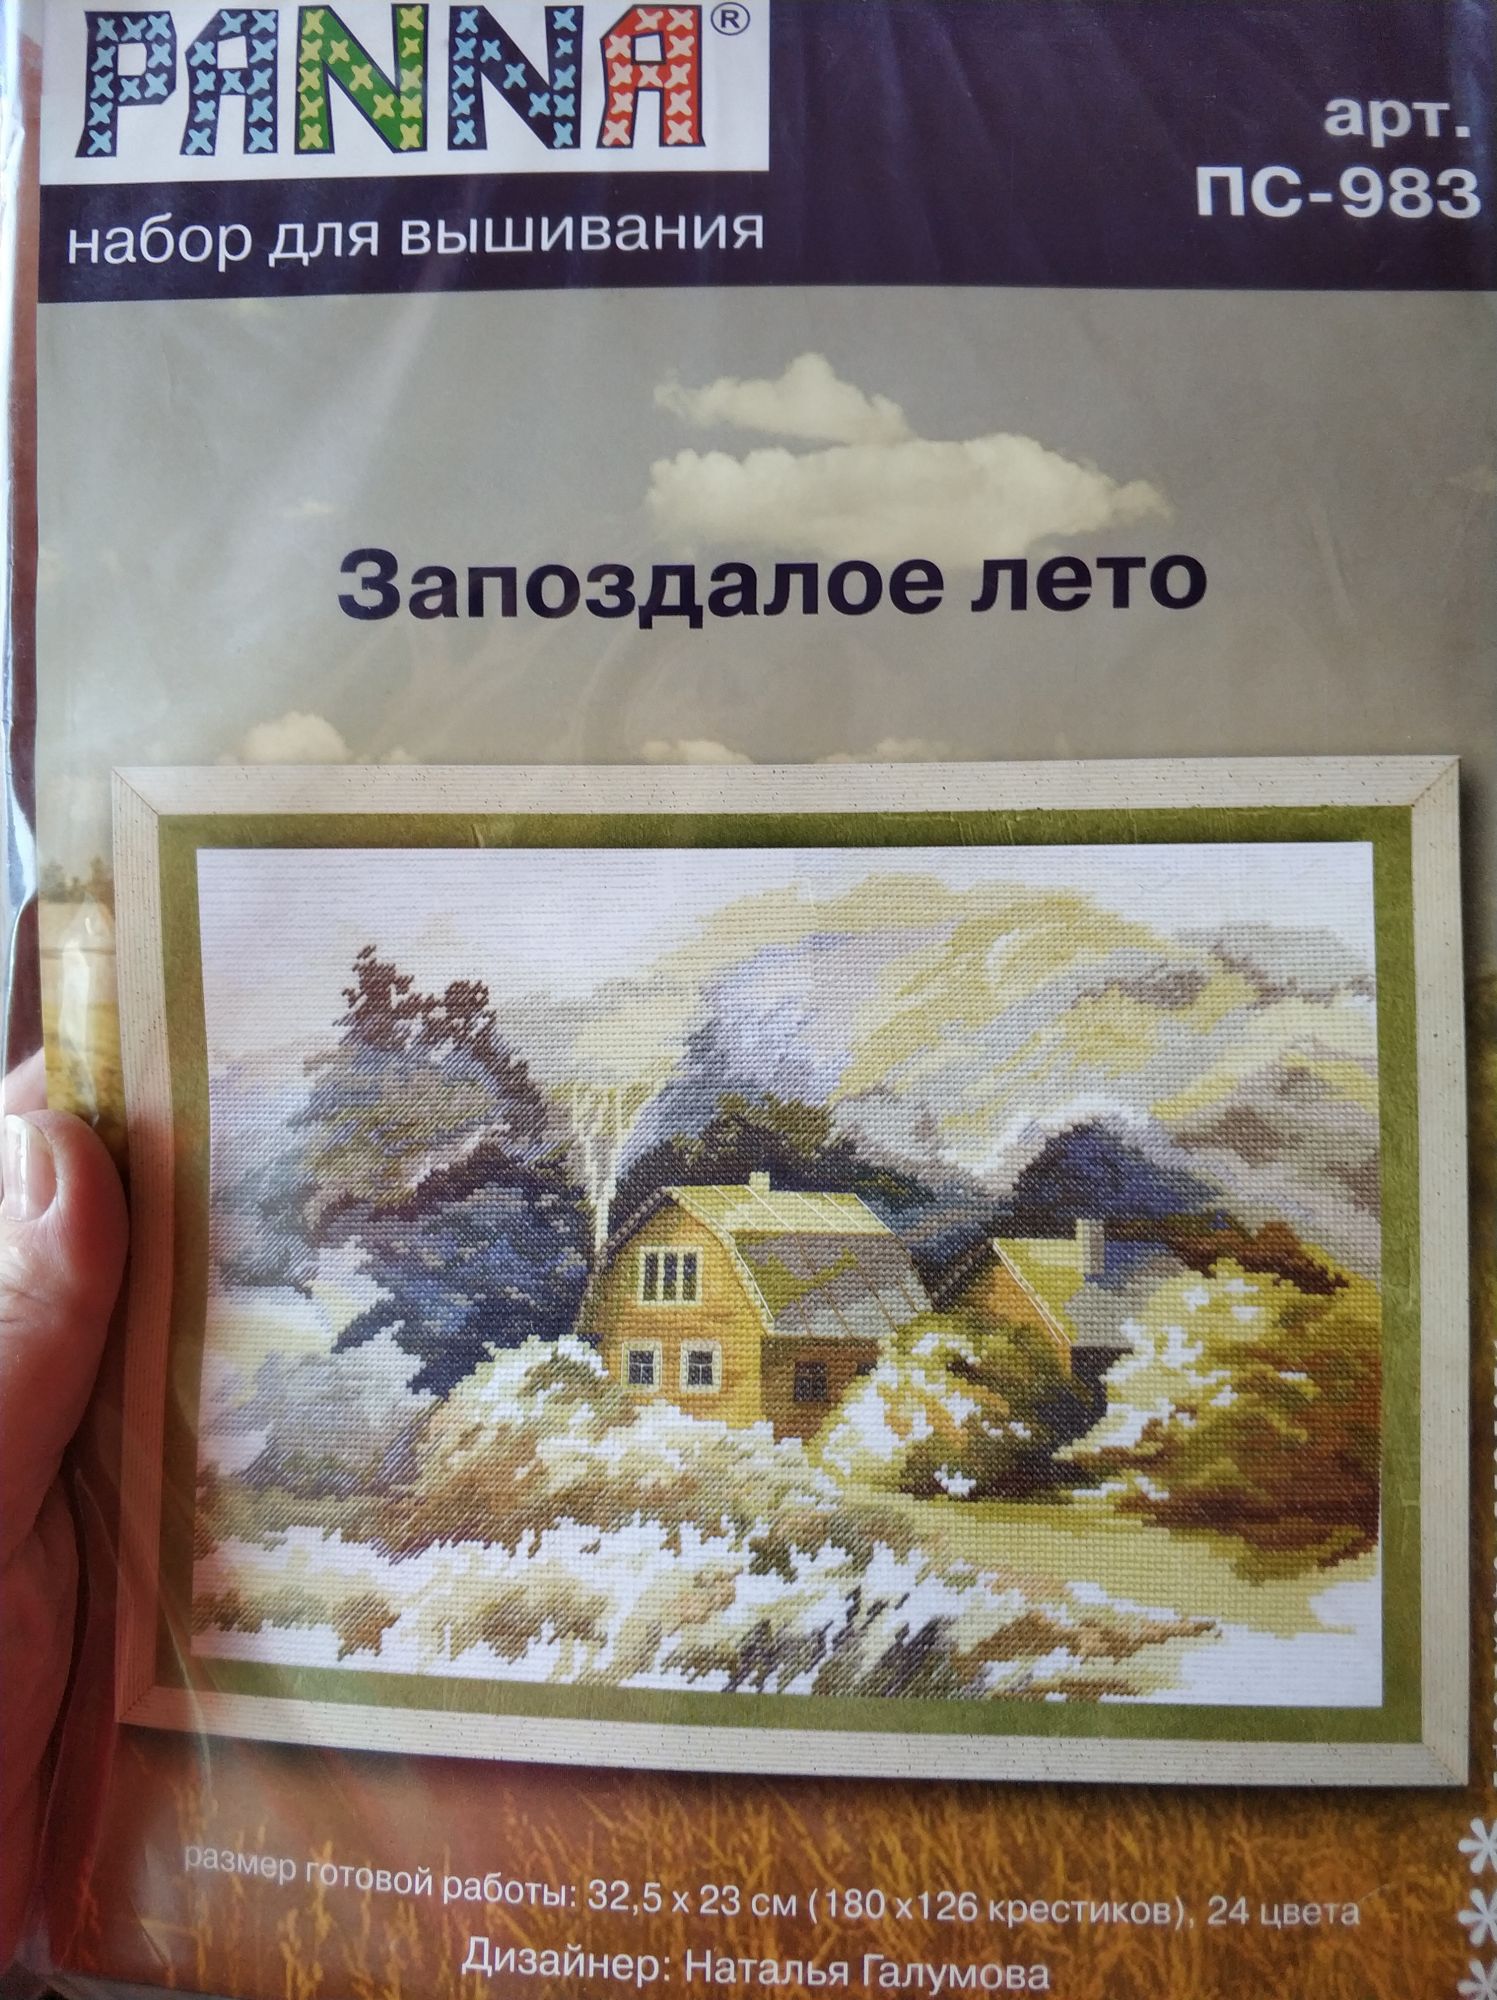 PANNA®
набор для вышивания
арт.
ПС-983
Запоздалое лето
размер готовой работы: 32,5 х 23 см (180 х126 крестиков), 24 цвета
Дизайнер: Наталья Галумова